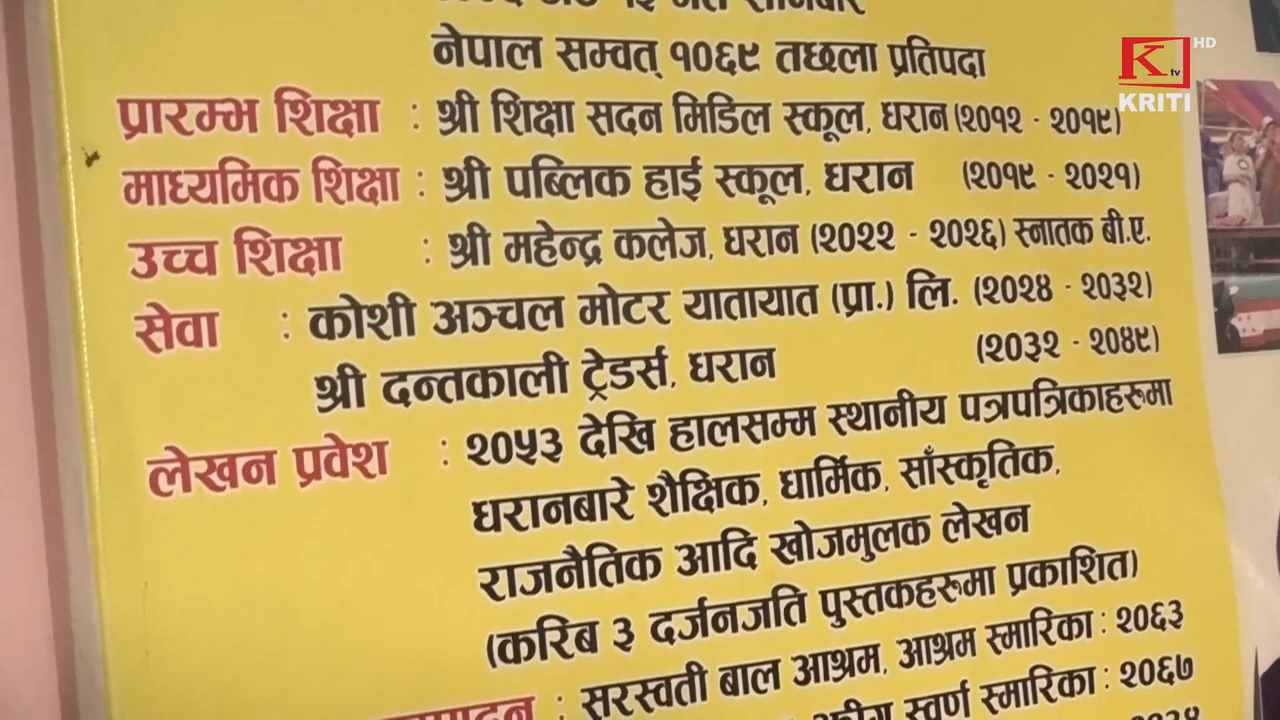 नेपाल सम्वत् १०६९ तछला प्रतिपदा
प्रारम्भ शिक्षा : श्री शिक्षा सदन मिडिल स्कूल, धरान (२०१२ - २०१९)
माध्यमिक शिक्षा : श्री पब्लिक हाई स्कूल, धरान (२०१९ - २०२१)
उच्च शिक्षा : श्री महेन्द्र कलेज, धरान (२०२२ - २०२६) स्नातक बी.ए.
सेवा : कोशी अञ्चल मोटर यातायात (प्रा.) लि. (२०२४ - २०३२)
श्री दन्तकाली ट्रेडर्स, धरान (२०३२ - २०४९)
लेखन प्रवेश : २०५३ देखि हालसम्म स्थानीय पत्रपत्रिकाहरुमा
धरानबारे शैक्षिक, धार्मिक, साँस्कृतिक,
राजनैतिक आदि खोजमुलक लेखन
(करिब ३ दर्जनजति पुस्तकहरुमा प्रकाशित)
: सरस्वती बाल आश्रम, आश्रम स्मारिका : २०६३
स्वर्ण स्मारिका : २०६७
K tv HD
KRITI